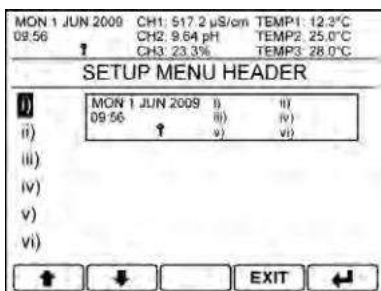 MON 1 JUN 2009 CH1: 517.2 µS/cm TEMP1: 12.3°C
09:56 CH2: 9.64 pH TEMP2: 25.0°C
CH3: 23.3% TEMP3: 28.0°C
SETUP MENU HEADER
i) MON 1 JUN 2009 i) ii)
09:56 iii) iv)
ii) v) vi)
iii)
iv)
v)
vi)
EXIT